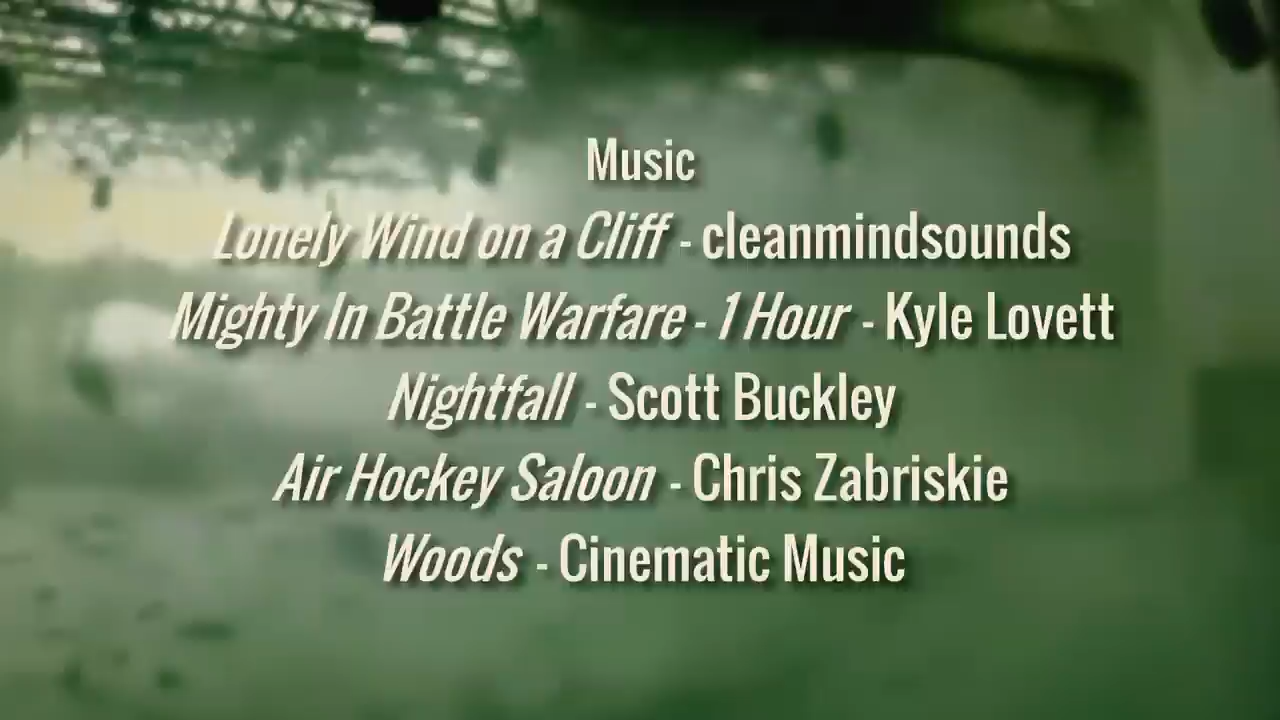 Music
Lonely Wind on a Cliff - cleanmindsounds
Mighty In Battle Warfare - 1 Hour - Kyle Lovett
Nightfall - Scott Buckley
Air Hockey Saloon - Chris Zabriskie
Woods - Cinematic Music